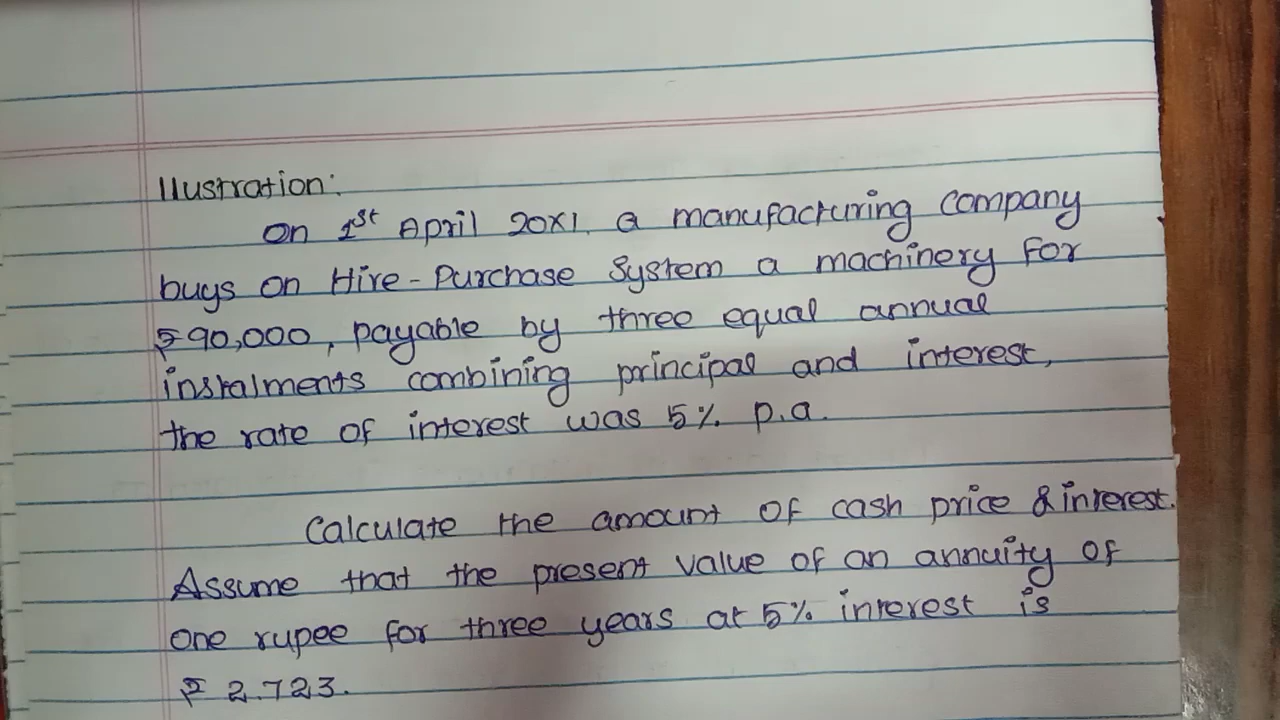 Illustration:
On 1st April 20X1. a manufacturing company
buys on Hire-Purchase System a machinery for
₹90,000, payable by three equal annual
instalments combining principal and interest,
the rate of interest was 5% p.a.
Calculate the amount of cash price & interest.
Assume that the present value of an annuity of
one rupee for three years at 5% interest is
₹ 2.723.